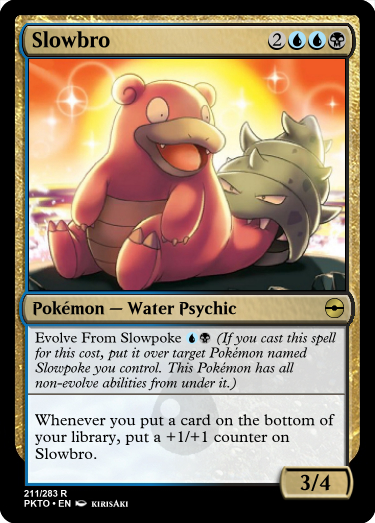 Slowbro 2
Pokémon — Water Psychic
Evolve From Slowpoke (If you cast this spell
for this cost, put it over target Pokémon named
Slowpoke you control. This Pokémon has all
non-evolve abilities from under it.)
Whenever you put a card on the bottom of
your library, put a +1/+1 counter on
Slowbro.
3/4
211/283 R
PKTO • EN KIRISAKI